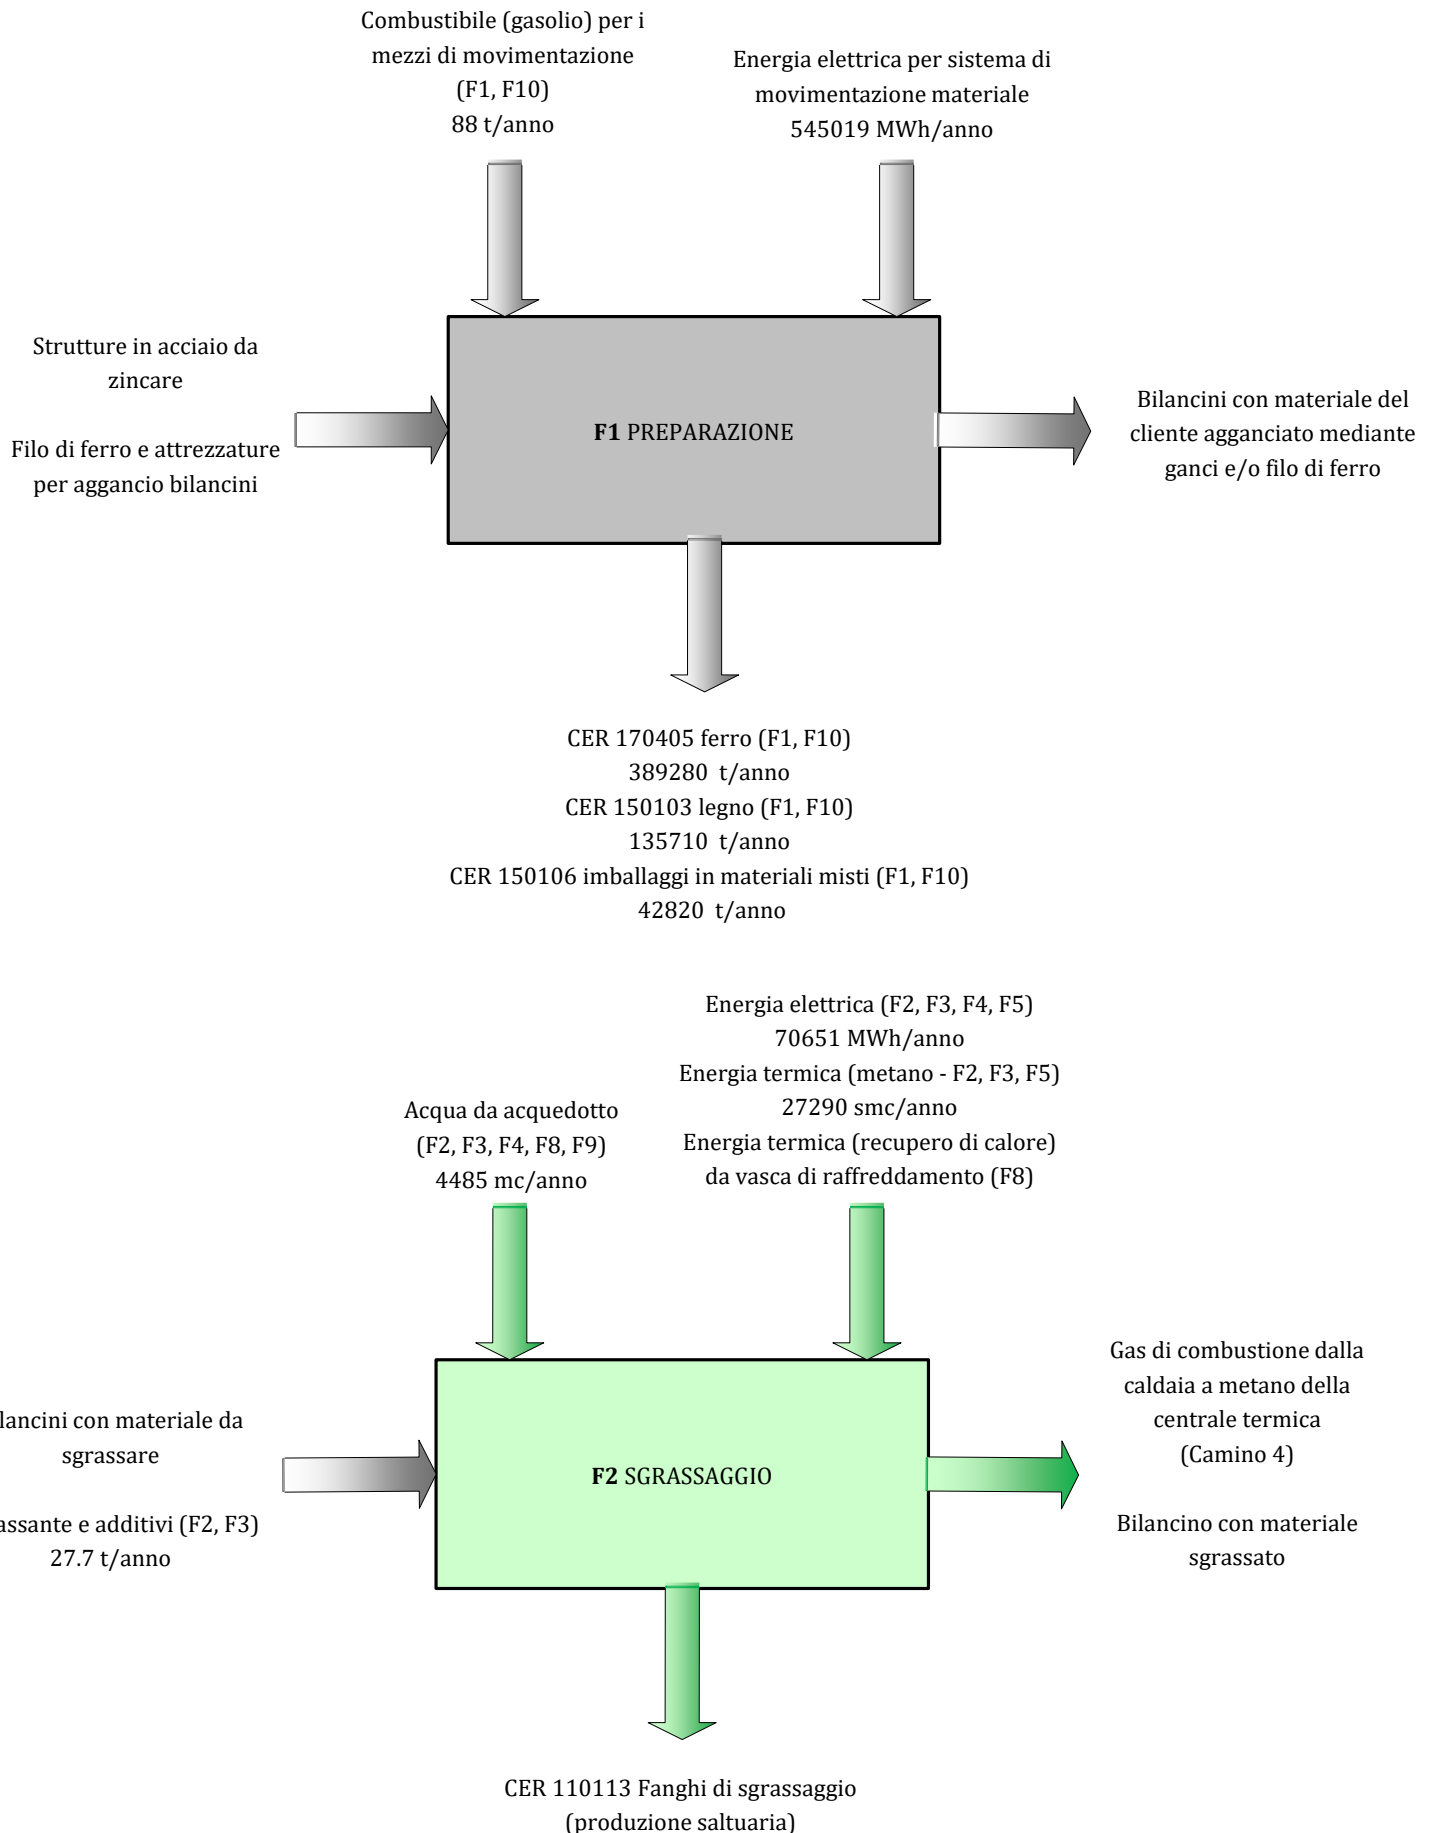 Combustibile (gasolio) per i
mezzi di movimentazione
(F1, F10)
88 t/anno
Energia elettrica per sistema di
movimentazione materiale
545019 MWh/anno
Strutture in acciaio da
zincare
Filo di ferro e attrezzature
per aggancio bilancini
F1 PREPARAZIONE
Bilancini con materiale del
cliente agganciato mediante
ganci e/o filo di ferro
CER 170405 ferro (F1, F10)
389280 t/anno
CER 150103 legno (F1, F10)
135710 t/anno
CER 150106 imballaggi in materiali misti (F1, F10)
42820 t/anno
Acqua da acquedotto
(F2, F3, F4, F8, F9)
4485 mc/anno
Energia elettrica (F2, F3, F4, F5)
70651 MWh/anno
Energia termica (metano - F2, F3, F5)
27290 smc/anno
Energia termica (recupero di calore)
da vasca di raffreddamento (F8)
con materiale da
sgrassare
e additivi (F2, F3)
27.7 t/anno
F2 SGRASSAGGIO
Gas di combustione dalla
caldaia a metano della
centrale termica
(Camino 4)
Bilancino con materiale
sgrassato
CER 110113 Fanghi di sgrassaggio
(produzione saltuaria)